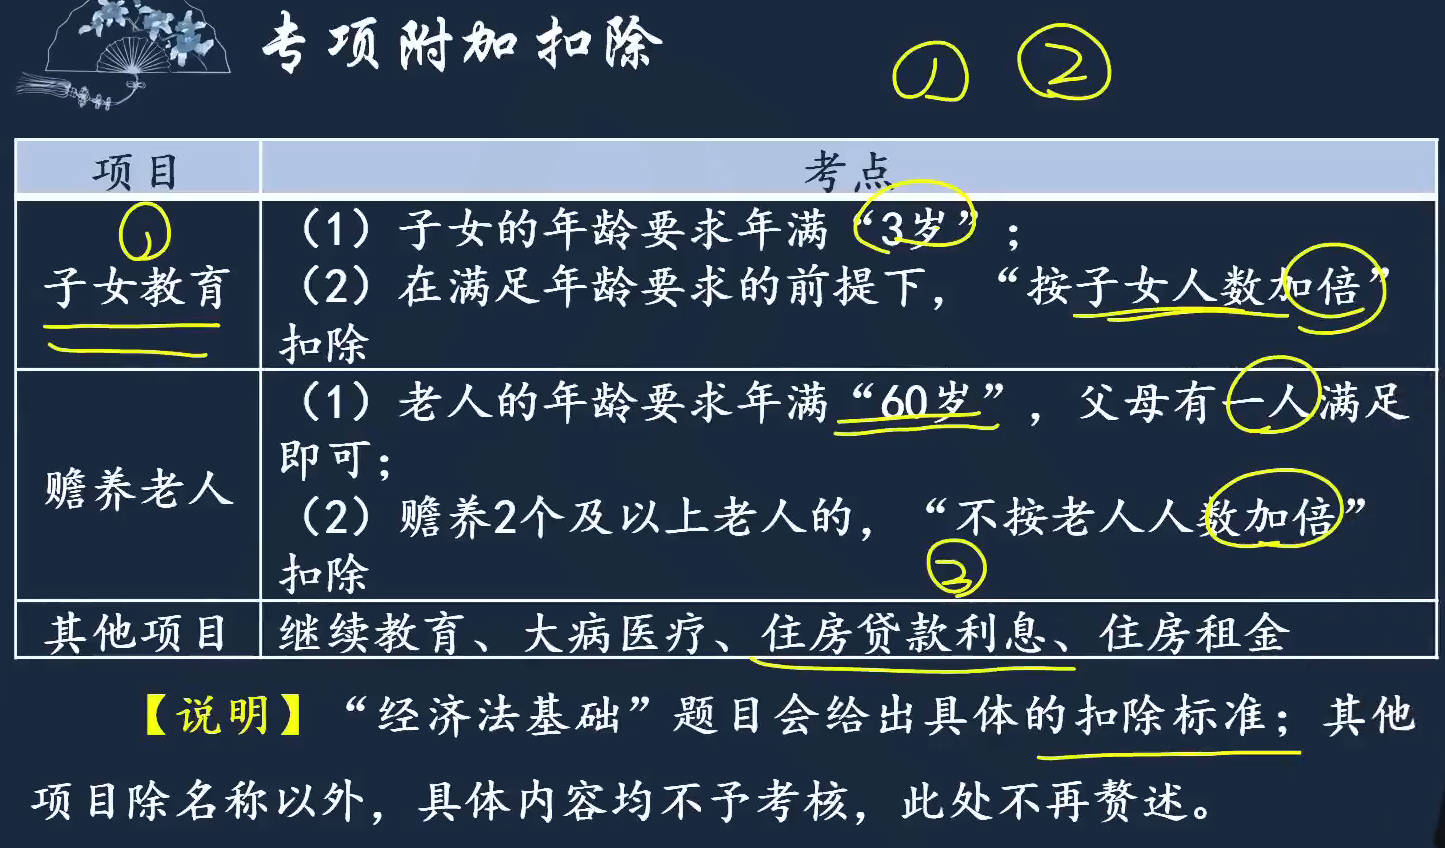 专项附加扣除
① ②
项目 考点
①
子女教育
（1）子女的年龄要求年满“3岁”；
（2）在满足年龄要求的前提下，“按子女人数加倍”
扣除
赡养老人
（1）老人的年龄要求年满“60岁”，父母有一人满足
即可；
（2）赡养2个及以上老人的，“不按老人人数加倍”
扣除
②
其他项目 继续教育、大病医疗、住房贷款利息、住房租金
【说明】“经济法基础”题目会给出具体的扣除标准；其他
项目除名称以外，具体内容均不予考核，此处不再赘述。